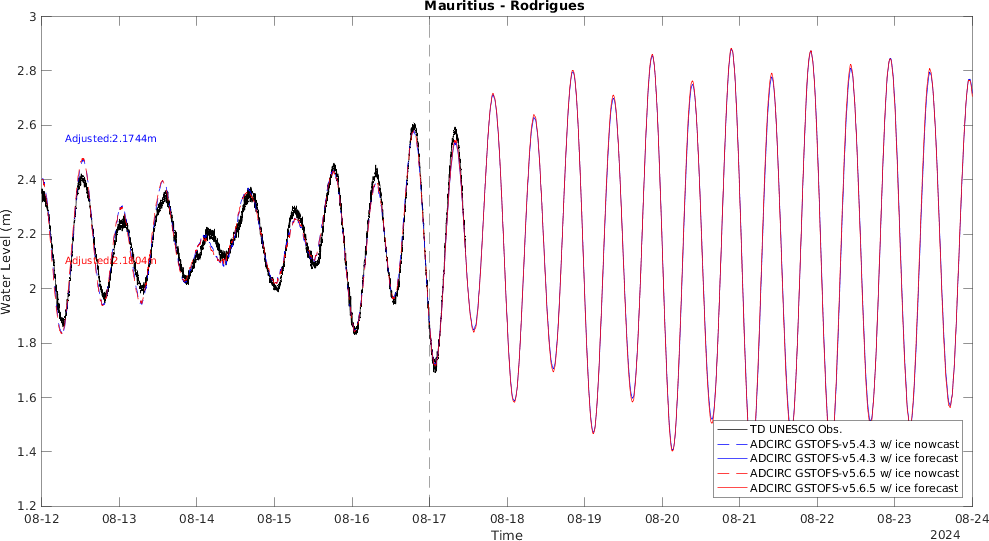 Mauritius - Rodrigues
3
2.8
2.6
2.4
2.2
2
1.8
1.6
1.4
1.2
Water Level (m)
Adjusted:2.1744m
Adjusted:2.1804m
TD UNESCO Obs.
ADCIRC GSTOFS-v5.4.3 w/ ice nowcast
ADCIRC GSTOFS-v5.4.3 w/ ice forecast
ADCIRC GSTOFS-v5.6.5 w/ ice nowcast
ADCIRC GSTOFS-v5.6.5 w/ ice forecast
08-12 08-13 08-14 08-15 08-16 08-17 08-18 08-19 08-20 08-21 08-22 08-23 08-24
Time
2024